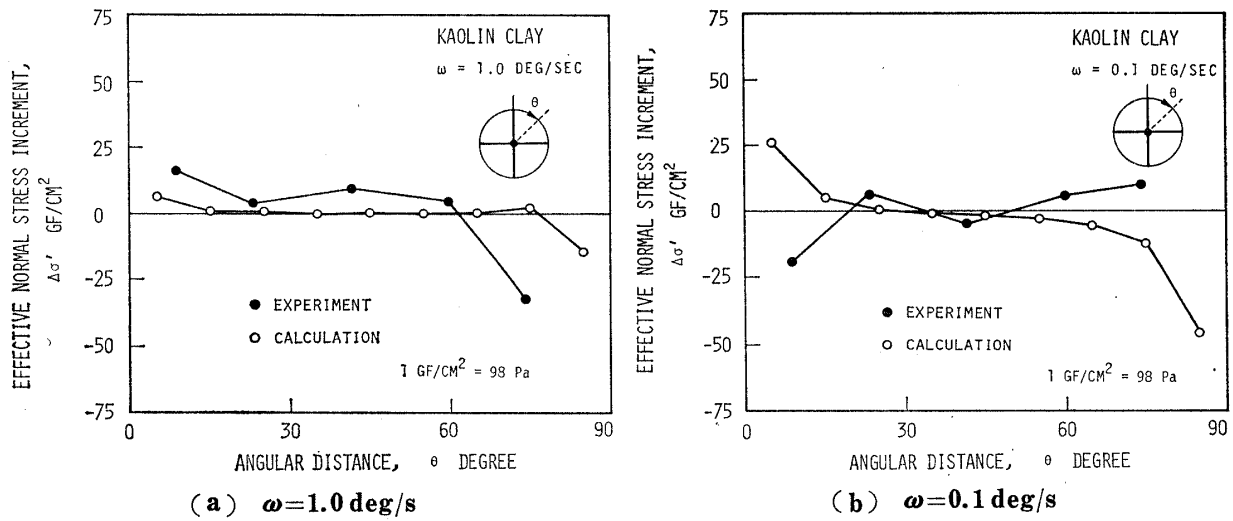 EFFECTIVE NORMAL STRESS INCREMENT,
Δσ' GF/CM²
75
50
25
0
-25
-50
-75
KAOLIN CLAY
ω = 1.0 DEG/SEC
θ
EXPERIMENT
CALCULATION
1 GF/CM² = 98 Pa
0 30 60 90
ANGULAR DISTANCE, θ DEGREE
(a) ω=1.0 deg/s
EFFECTIVE NORMAL STRESS INCREMENT,
Δσ' GF/CM²
75
50
25
0
-25
-50
-75
KAOLIN CLAY
ω = 0.1 DEG/SEC
θ
EXPERIMENT
CALCULATION
1 GF/CM² = 98 Pa
0 30 60 90
ANGULAR DISTANCE, θ DEGREE
(b) ω=0.1 deg/s